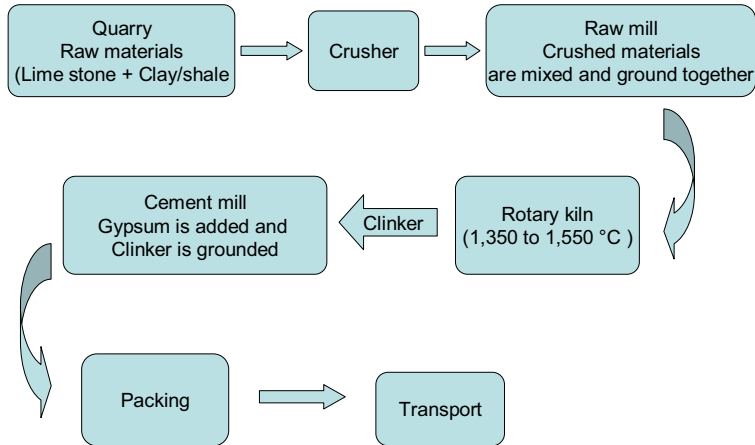 Quarry
Raw materials
(Lime stone + Clay/shale
Crusher
Raw mill
Crushed materials
are mixed and ground together
Cement mill
Gypsum is added and
Clinker is grounded
Clinker
Rotary kiln
(1,350 to 1,550 °C )
Packing
Transport